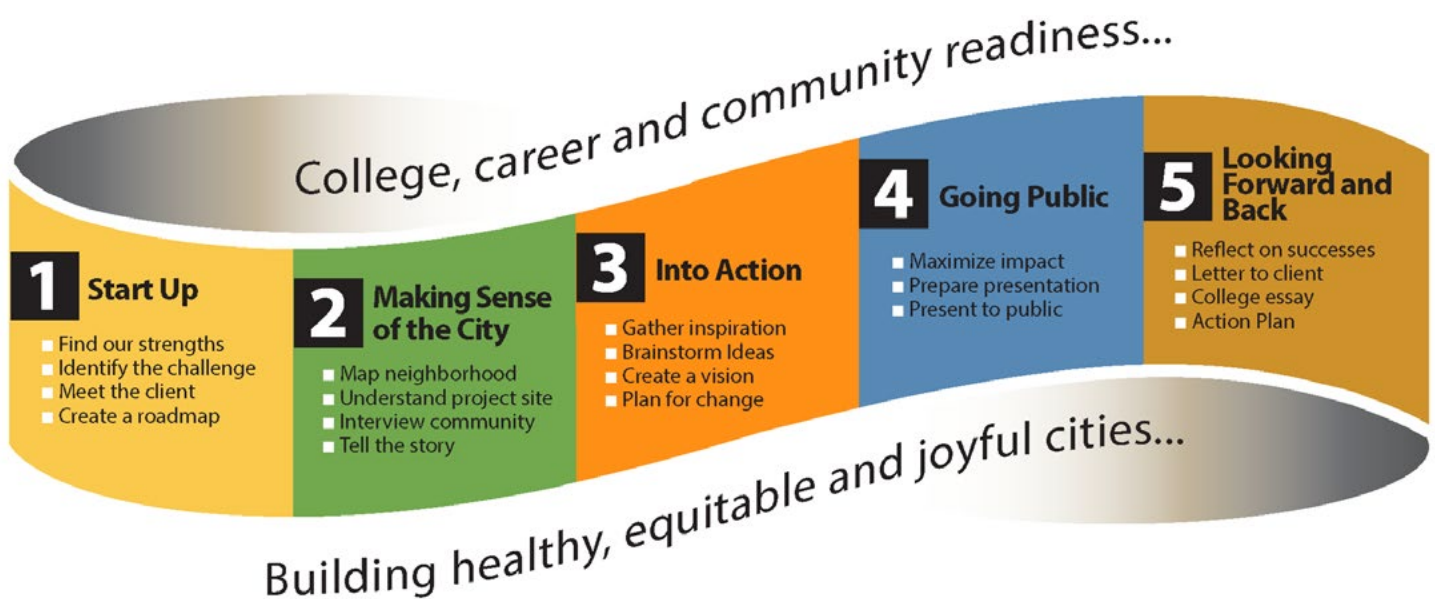 College, career and community readiness...
1
Start Up
Find our strengths
Identify the challenge
Meet the client
Create a roadmap
2
Making Sense
of the City
Map neighborhood
Understand project site
Interview community
Tell the story
3
Into Action
Gather inspiration
Brainstorm Ideas
Create a vision
Plan for change
4
Going Public
Maximize impact
Prepare presentation
Present to public
5
Looking
Forward and
Back
Reflect on successes
Letter to client
College essay
Action Plan
Building healthy, equitable and joyful cities...